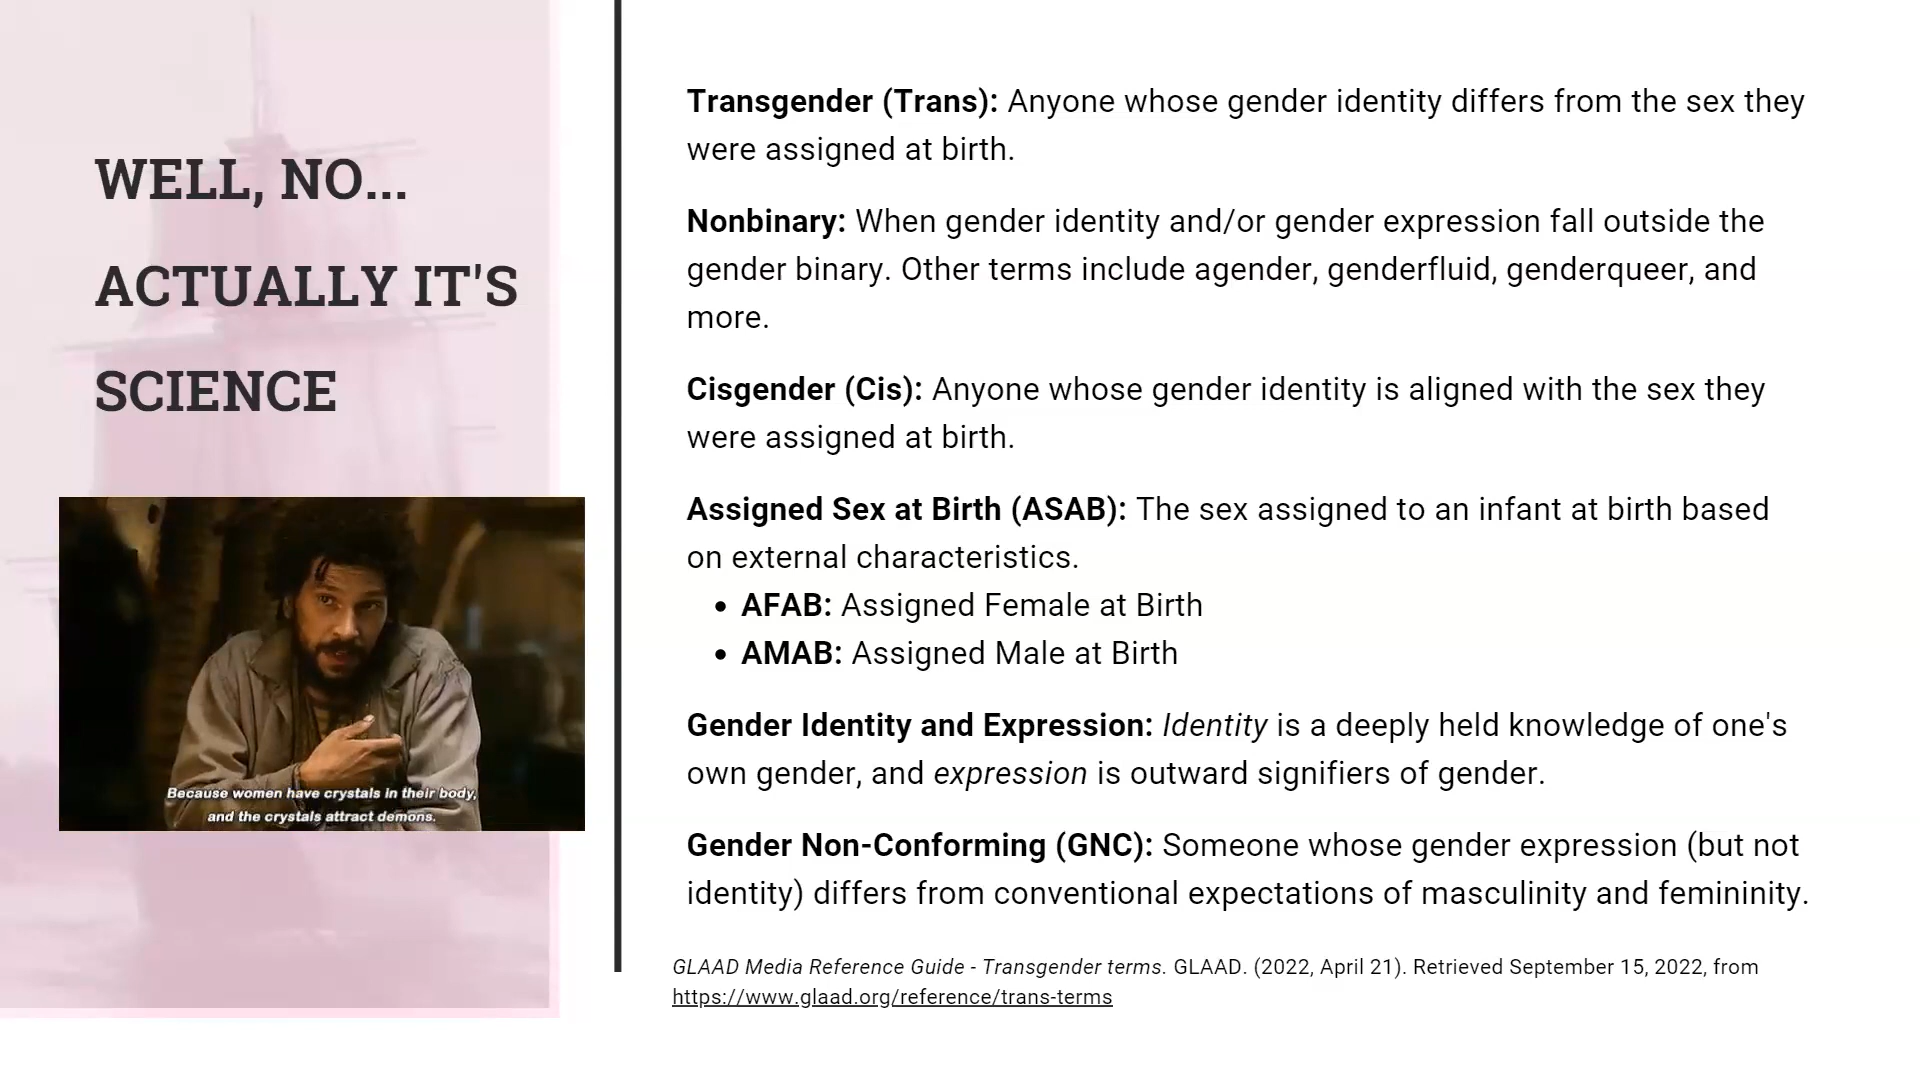 WELL, NO...
ACTUALLY IT'S
SCIENCE
Because women have crystals in their body,
and the crystals attract demons.
Transgender (Trans): Anyone whose gender identity differs from the sex they
were assigned at birth.
Nonbinary: When gender identity and/or gender expression fall outside the
gender binary. Other terms include agender, genderfluid, genderqueer, and
more.
Cisgender (Cis): Anyone whose gender identity is aligned with the sex they
were assigned at birth.
Assigned Sex at Birth (ASAB): The sex assigned to an infant at birth based
on external characteristics.
• AFAB: Assigned Female at Birth
• AMAB: Assigned Male at Birth
Gender Identity and Expression: Identity is a deeply held knowledge of one's
own gender, and expression is outward signifiers of gender.
Gender Non-Conforming (GNC): Someone whose gender expression (but not
identity) differs from conventional expectations of masculinity and femininity.
GLAAD Media Reference Guide - Transgender terms. GLAAD. (2022, April 21). Retrieved September 15, 2022, from
https://www.glaad.org/reference/trans-terms